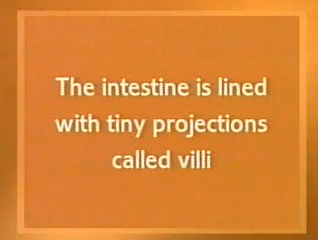 The intestine is lined
with tiny projections
called villi